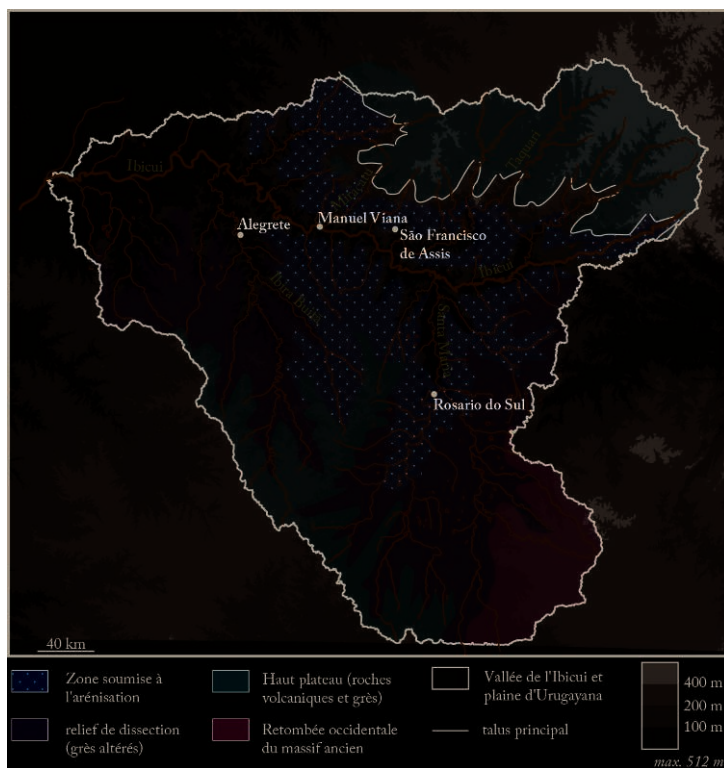 Ibicui
Taquari
Alegrete
Manuel Viana
São Francisco
de Assis
Ibicui
Rosario do Sul
40 km
Zone soumise à
l'arénisation
Haut plateau (roches
volcaniques et grès)
Vallée de l'Ibicui et
plaine d'Urugayana
400 m
200 m
100 m
relief de dissection
(grès altérés)
Retombée occidentale
du massif ancien
talus principal
max. 512 m